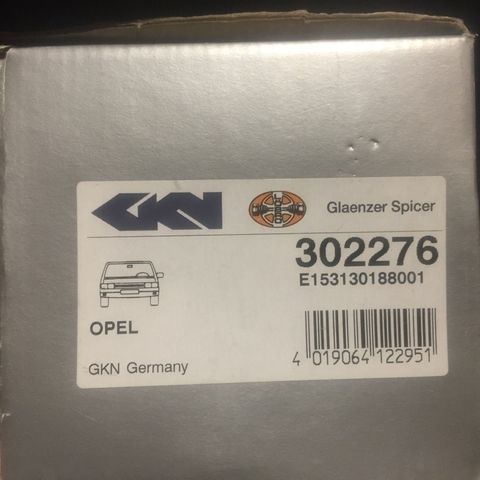 GKN
Glaenzer Spicer
302276
E153130188001
OPEL
GKN Germany
4 019064 122951